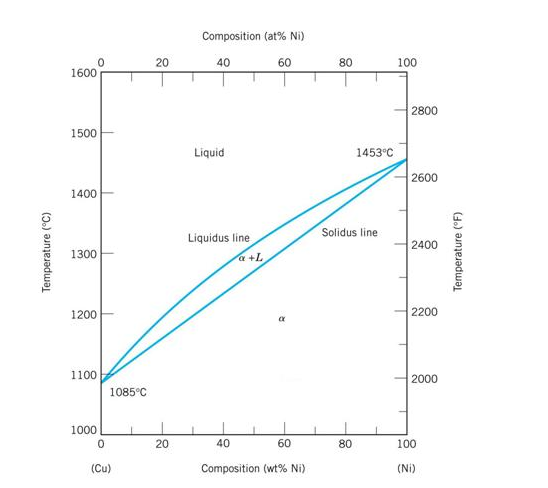 Composition (at% Ni)
0 20 40 60 80 100
1600
2800
1500
Liquid
1453°C
2600
1400
Solidus line
Liquidus line
2400
1300
α +L
Temperature (°C)
Temperature (°F)
2200
1200
α
1100
2000
1085°C
1000
0 20 40 60 80 100
(Cu) Composition (wt% Ni) (Ni)